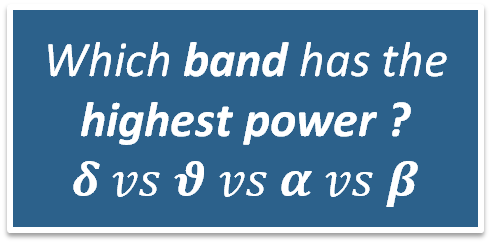 Which band has the
highest power ?
δ vs ϑ vs α vs β